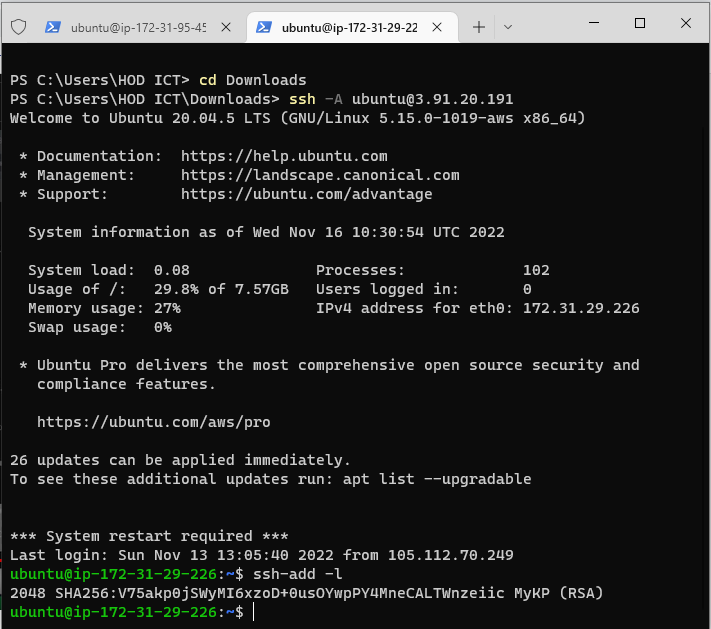 ubuntu@ip-172-31-95-45
ubuntu@ip-172-31-29-22
PS C:\Users\HOD ICT> cd Downloads
PS C:\Users\HOD ICT\Downloads> ssh -A ubuntu@3.91.20.191
Welcome to Ubuntu 20.04.5 LTS (GNU/Linux 5.15.0-1019-aws x86_64)
 * Documentation:  https://help.ubuntu.com
 * Management:     https://landscape.canonical.com
 * Support:        https://ubuntu.com/advantage
  System information as of Wed Nov 16 10:30:54 UTC 2022
  System load:  0.08              Processes:             102
  Usage of /:   29.8% of 7.57GB   Users logged in:       0
  Memory usage: 27%               IPv4 address for eth0: 172.31.29.226
  Swap usage:   0%
 * Ubuntu Pro delivers the most comprehensive open source security and
   compliance features.
   https://ubuntu.com/aws/pro
26 updates can be applied immediately.
To see these additional updates run: apt list --upgradable
*** System restart required ***
Last login: Sun Nov 13 13:05:40 2022 from 105.112.70.249
ubuntu@ip-172-31-29-226:~$ ssh-add -l
2048 SHA256:V75akp0jSWyMI6xzoD+0usOYwpPY4MneCALTWnzeiic MyKP (RSA)
ubuntu@ip-172-31-29-226:~$